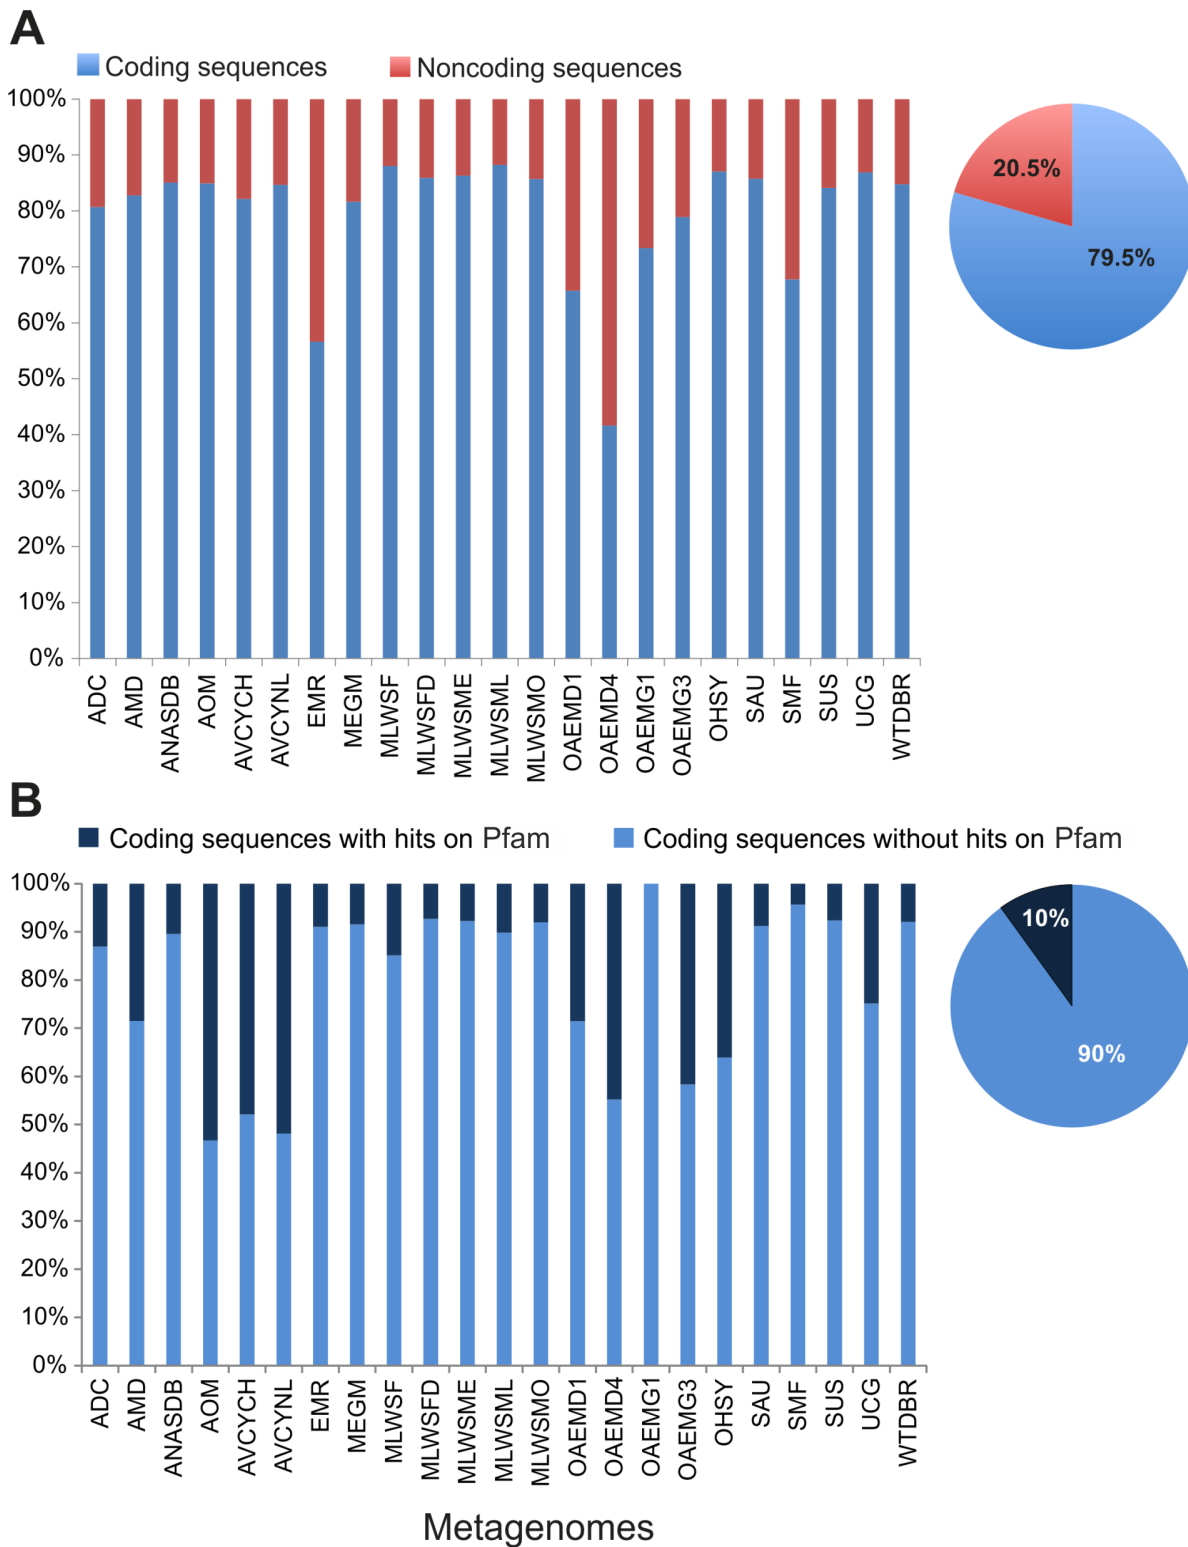 A
Coding sequences
Noncoding sequences
100%
90%
80%
70%
60%
50%
40%
30%
20%
10%
0%
20.5%
79.5%
ADC
AMD
ANASDB
AOM
AVCYCH
AVCYNL
EMR
MEGM
MLWSF
MLWSFD
MLWSME
MLWSML
MLWSMO
OAEMD1
OAEMD4
OAEMG1
OAEMG3
OHSY
SAU
SMF
SUS
UCG
WTDBR
B
Coding sequences with hits on Pfam
Coding sequences without hits on Pfam
100%
90%
80%
70%
60%
50%
40%
30%
20%
10%
0%
10%
90%
ADC
AMD
ANASDB
AOM
AVCYCH
AVCYNL
EMR
MEGM
MLWSF
MLWSFD
MLWSME
MLWSML
MLWSMO
OAEMD1
OAEMD4
OAEMG1
OAEMG3
OHSY
SAU
SMF
SUS
UCG
WTDBR
Metagenomes